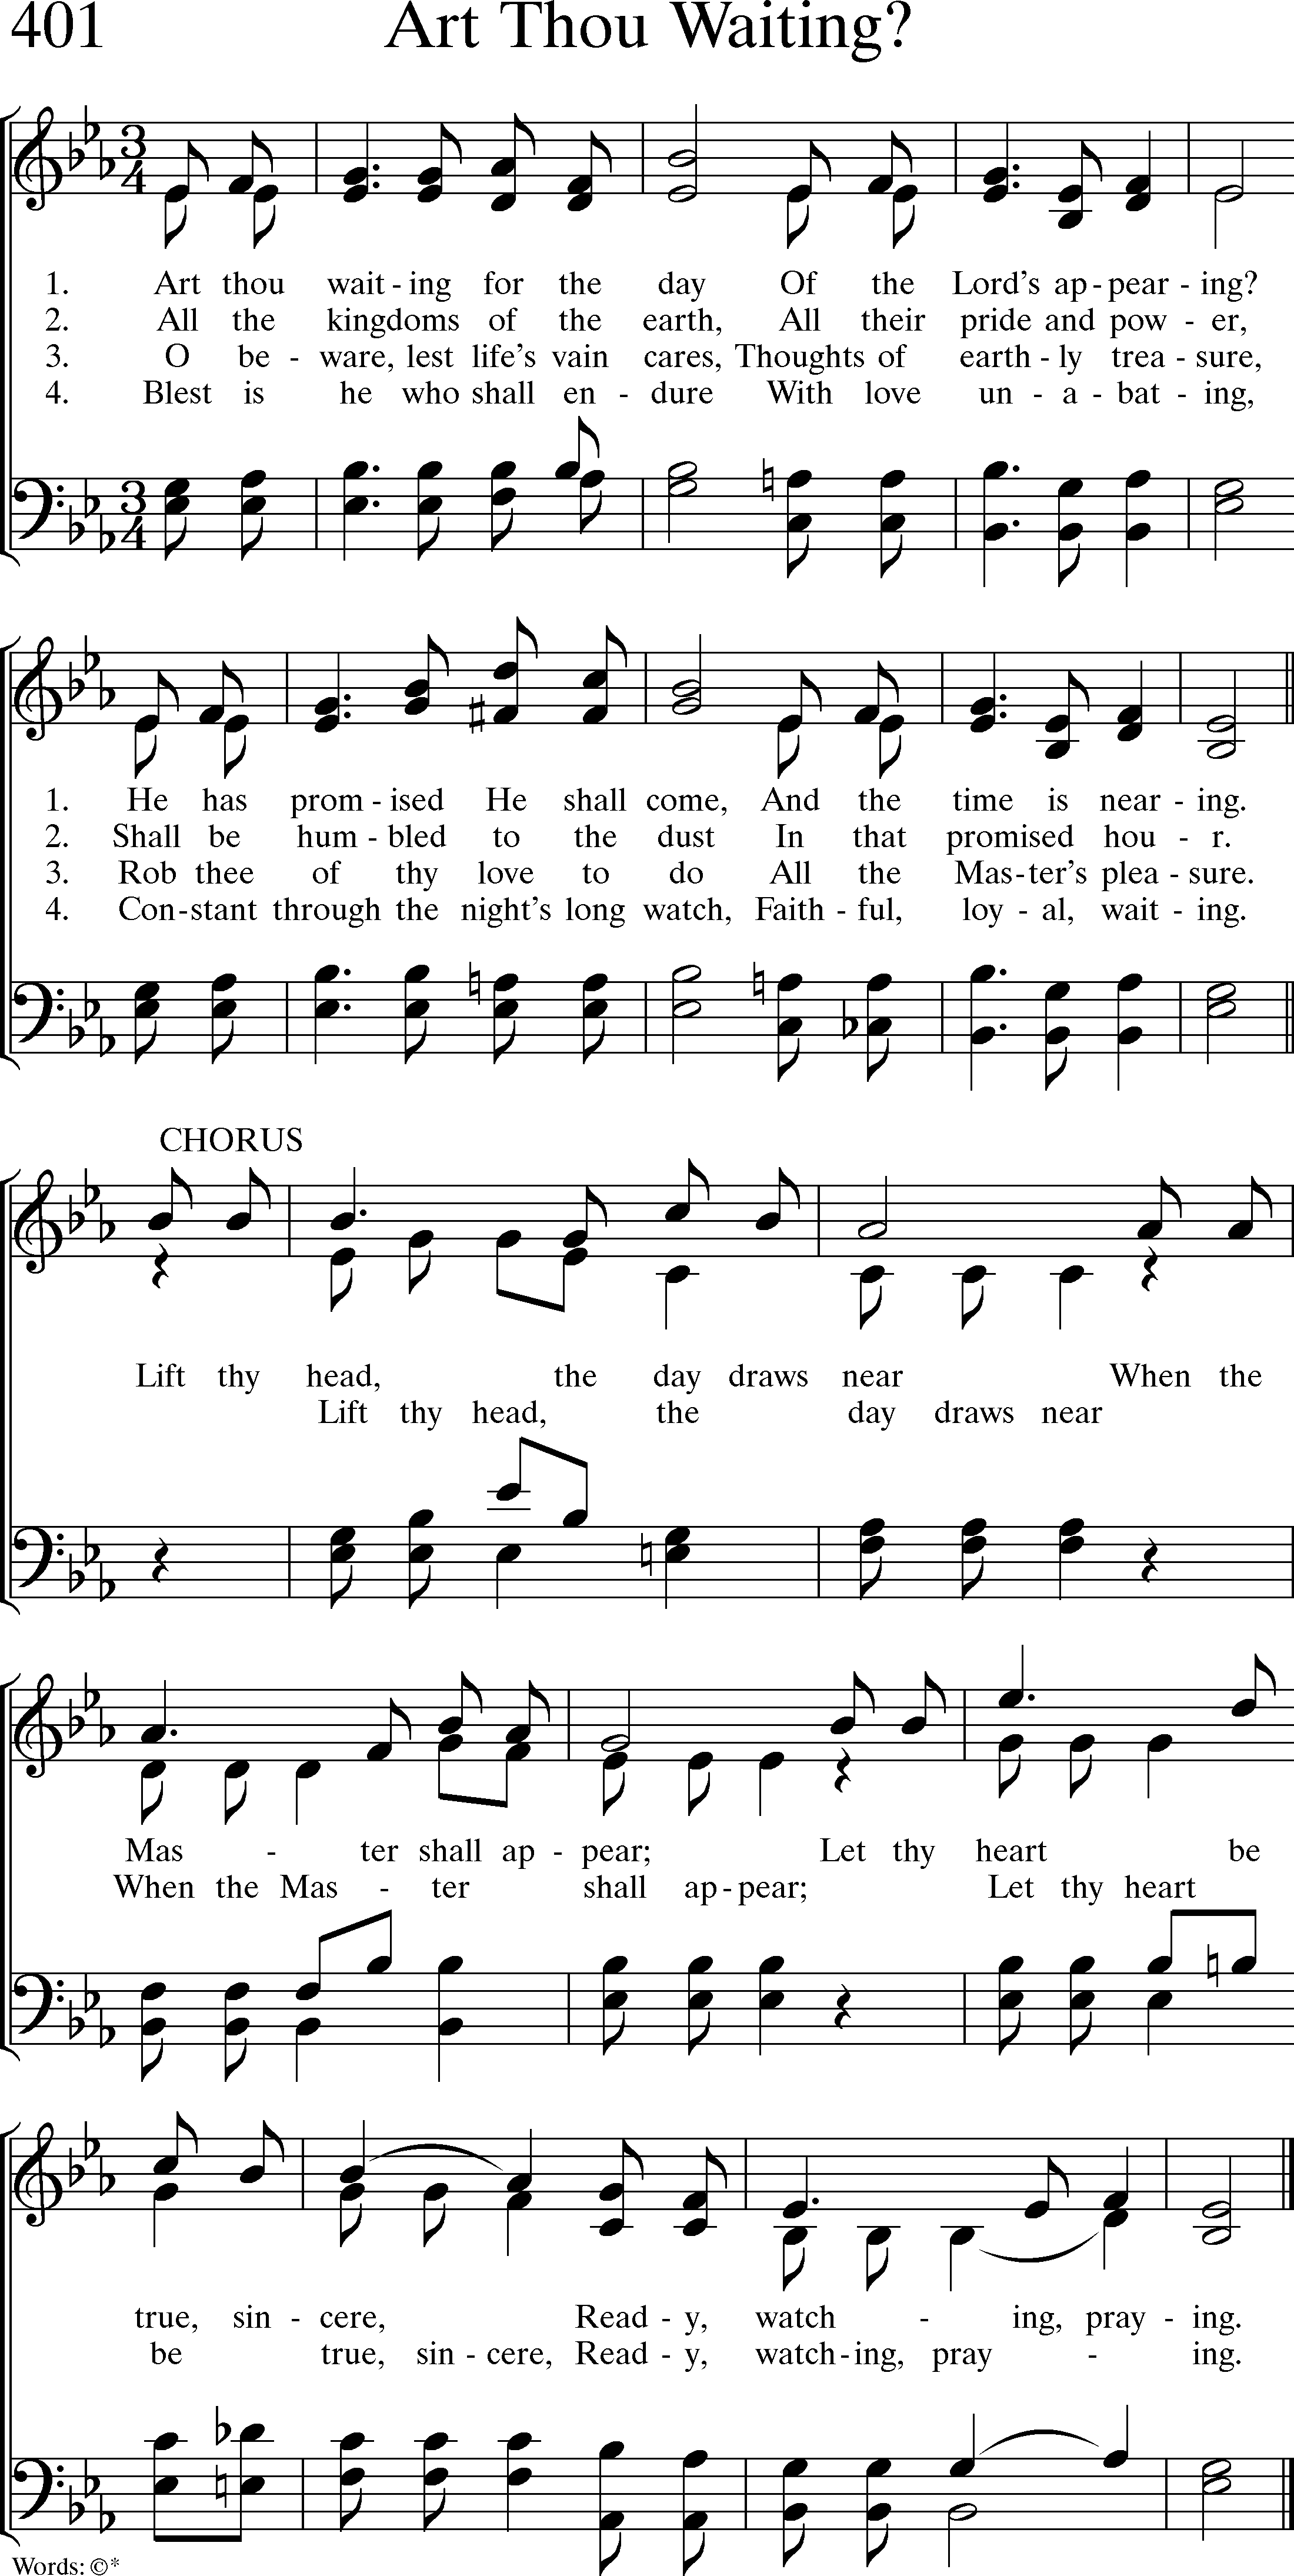 401 Art Thou Waiting?
1. Art thou wait - ing for the day Of the Lord's ap - pear - ing?
2. All the kingdoms of the earth, All their pride and pow - er,
3. O be - ware, lest life's vain cares, Thoughts of earth - ly trea - sure,
4. Blest is he who shall en - dure With love un - a - bat - ing,
1. He has prom - ised He shall come, And the time is near - ing.
2. Shall be hum - bled to the dust In that promised hou - r.
3. Rob thee of thy love to do All the Mas - ter's plea - sure.
4. Con - stant through the night's long watch, Faith - ful, loy - al, wait - ing.
CHORUS
Lift thy head, the day draws near When the
Lift thy head, the day draws near
Mas - ter shall ap - pear; Let thy heart be
When the Mas - ter shall ap - pear; Let thy heart
true, sin - cere, Read - y, watch - ing, pray - ing.
be true, sin - cere, Read - y, watch - ing, pray - ing.
Words: ©*